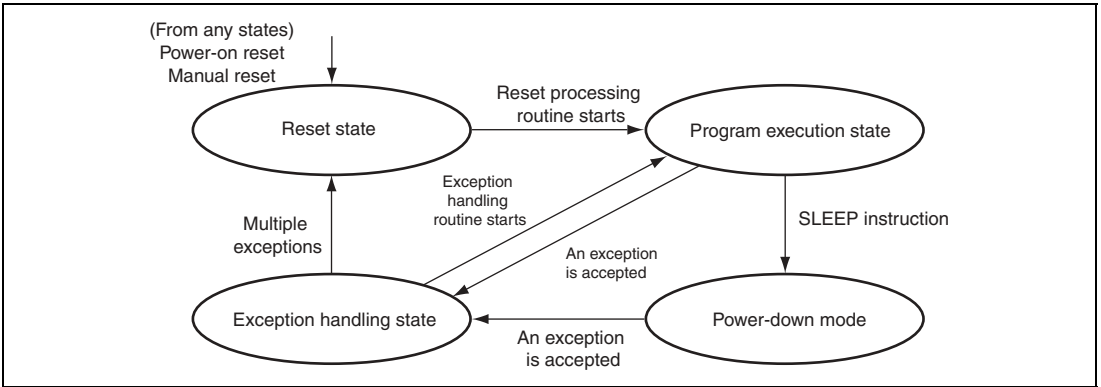 (From any states)
Power-on reset
Manual reset
Reset state
Reset processing
routine starts
Program execution state
Exception
handling
routine starts
Multiple
exceptions
SLEEP instruction
An exception
is accepted
Exception handling state
An exception
is accepted
Power-down mode